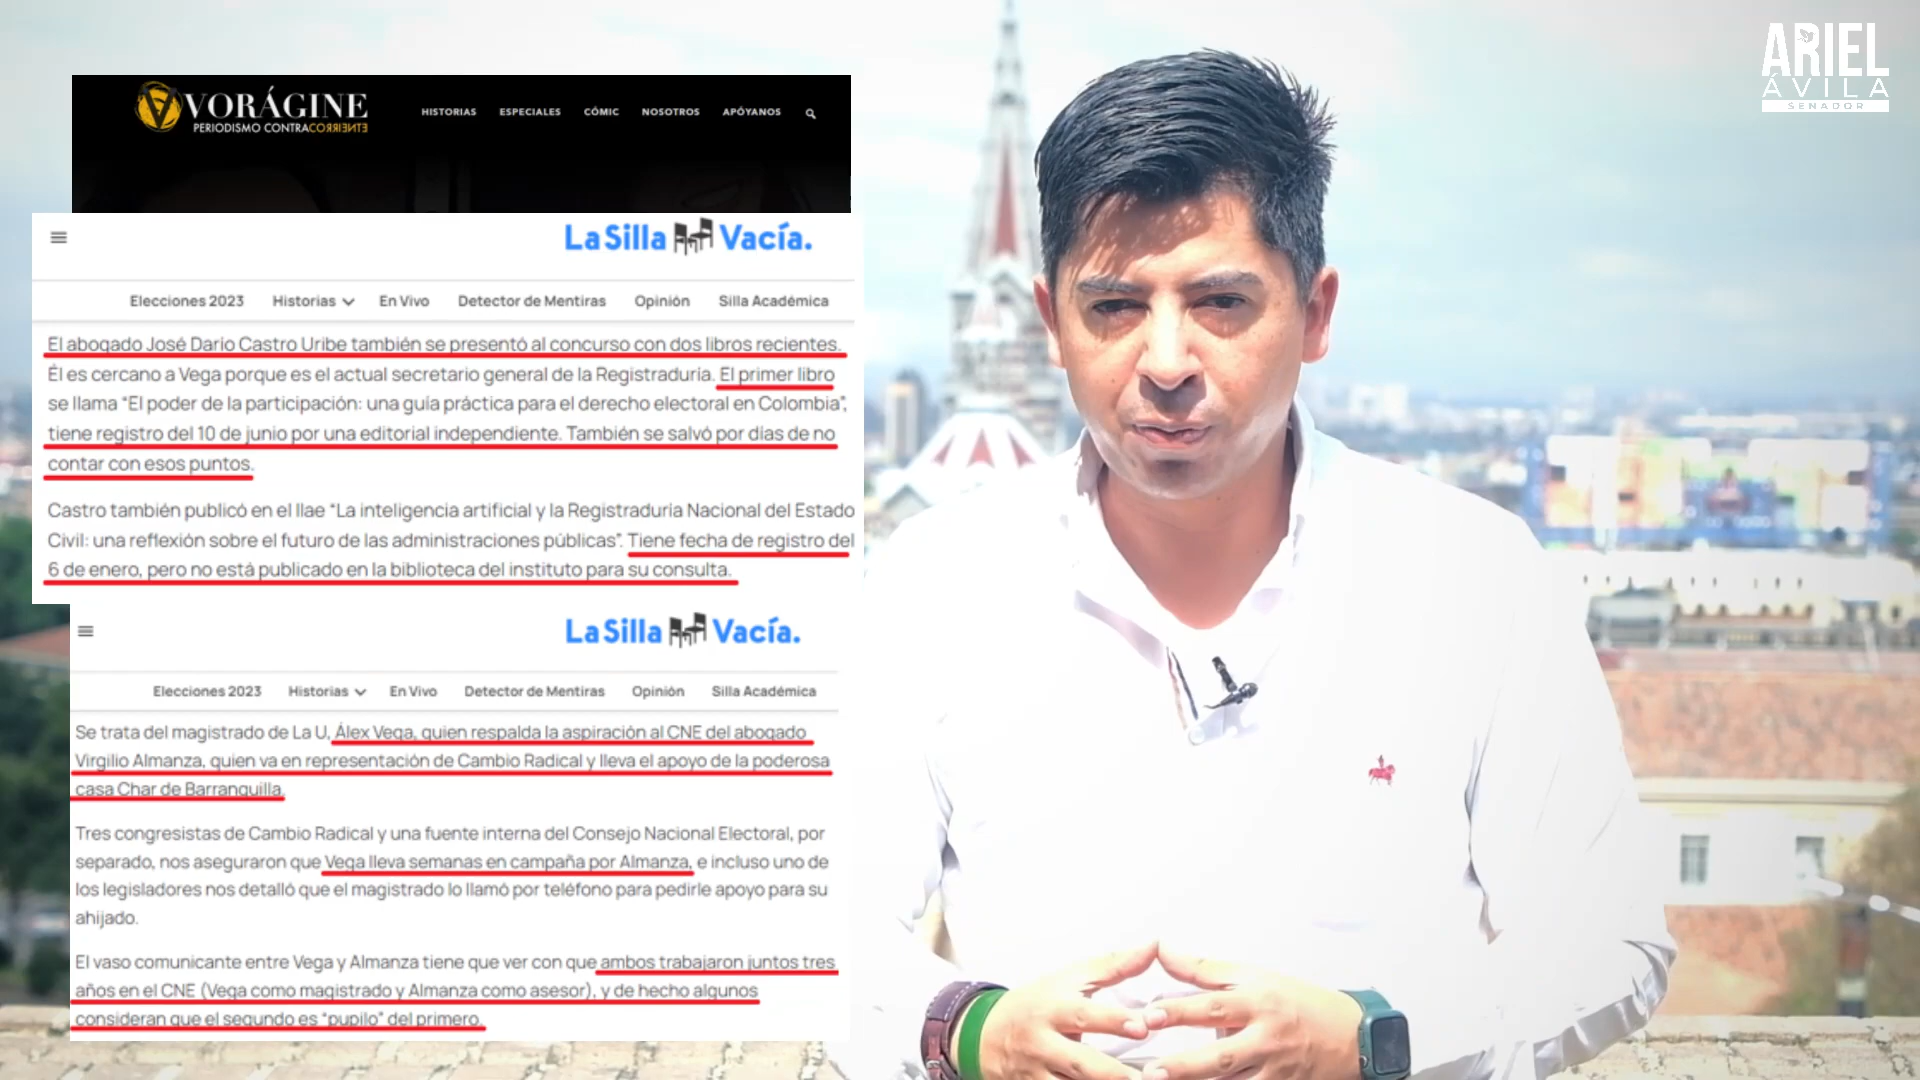 VORÁGINE
PERIODISMO CONTRACORRIENTE
HISTORIAS ESPECIALES CÓMIC NOSOTROS APÓYANOS
La Silla Vacía.
Elecciones 2023 Historias En Vivo Detector de Mentiras Opinión Silla Académica
El abogado José Darío Castro Uribe también se presentó al concurso con dos libros recientes.
Él es cercano a Vega porque es el actual secretario general de la Registraduría. El primer libro
se llama “El poder de la participación: una guía práctica para el derecho electoral en Colombia”,
tiene registro del 10 de junio por una editorial independiente. También se salvó por días de no
contar con esos puntos.
Castro también publicó en el Ilae “La inteligencia artificial y la Registraduría Nacional del Estado
Civil: una reflexión sobre el futuro de las administraciones públicas”. Tiene fecha de registro del
6 de enero, pero no está publicado en la biblioteca del instituto para su consulta.
La Silla Vacía.
Elecciones 2023 Historias En Vivo Detector de Mentiras Opinión Silla Académica
Se trata del magistrado de La U, Álex Vega, quien respalda la aspiración al CNE del abogado
Virgilio Almanza, quien va en representación de Cambio Radical y lleva el apoyo de la poderosa
casa Char de Barranquilla.
Tres congresistas de Cambio Radical y una fuente interna del Consejo Nacional Electoral, por
separado, nos aseguraron que Vega lleva semanas en campaña por Almanza, e incluso uno de
los legisladores nos detalló que el magistrado lo llamó por teléfono para pedirle apoyo para su
ahijado.
El vaso comunicante entre Vega y Almanza tiene que ver con que ambos trabajaron juntos tres
años en el CNE (Vega como magistrado y Almanza como asesor), y de hecho algunos
consideran que el segundo es “pupilo” del primero.
ARIEL
ÁVILA
SENADOR